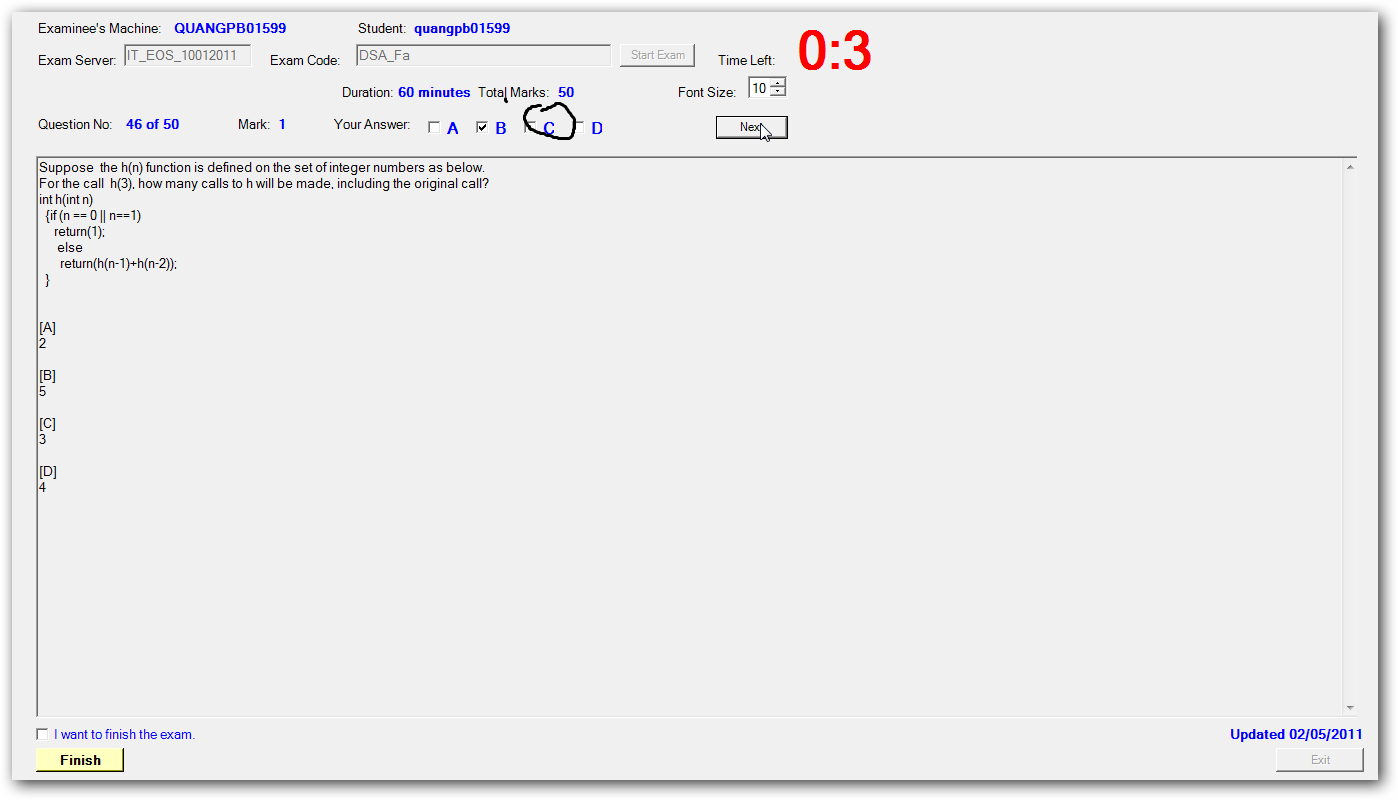 Examinee's Machine: QUANGPB01599 Student: quangpb01599
Exam Server: IT_EOS_10012011 Exam Code: DSA_Fa Start Exam Time Left: 0:3
Duration: 60 minutes Total Marks: 50 Font Size: 10
Question No: 46 of 50 Mark: 1 Your Answer: A B C D Next
Suppose the h(n) function is defined on the set of integer numbers as below.
For the call h(3), how many calls to h will be made, including the original call?
int h(int n)
{if (n == 0 || n==1)
return(1);
else
return(h(n-1)+h(n-2));
}
[A]
2
[B]
5
[C]
3
[D]
4
I want to finish the exam. Updated 02/05/2011
Finish Exit